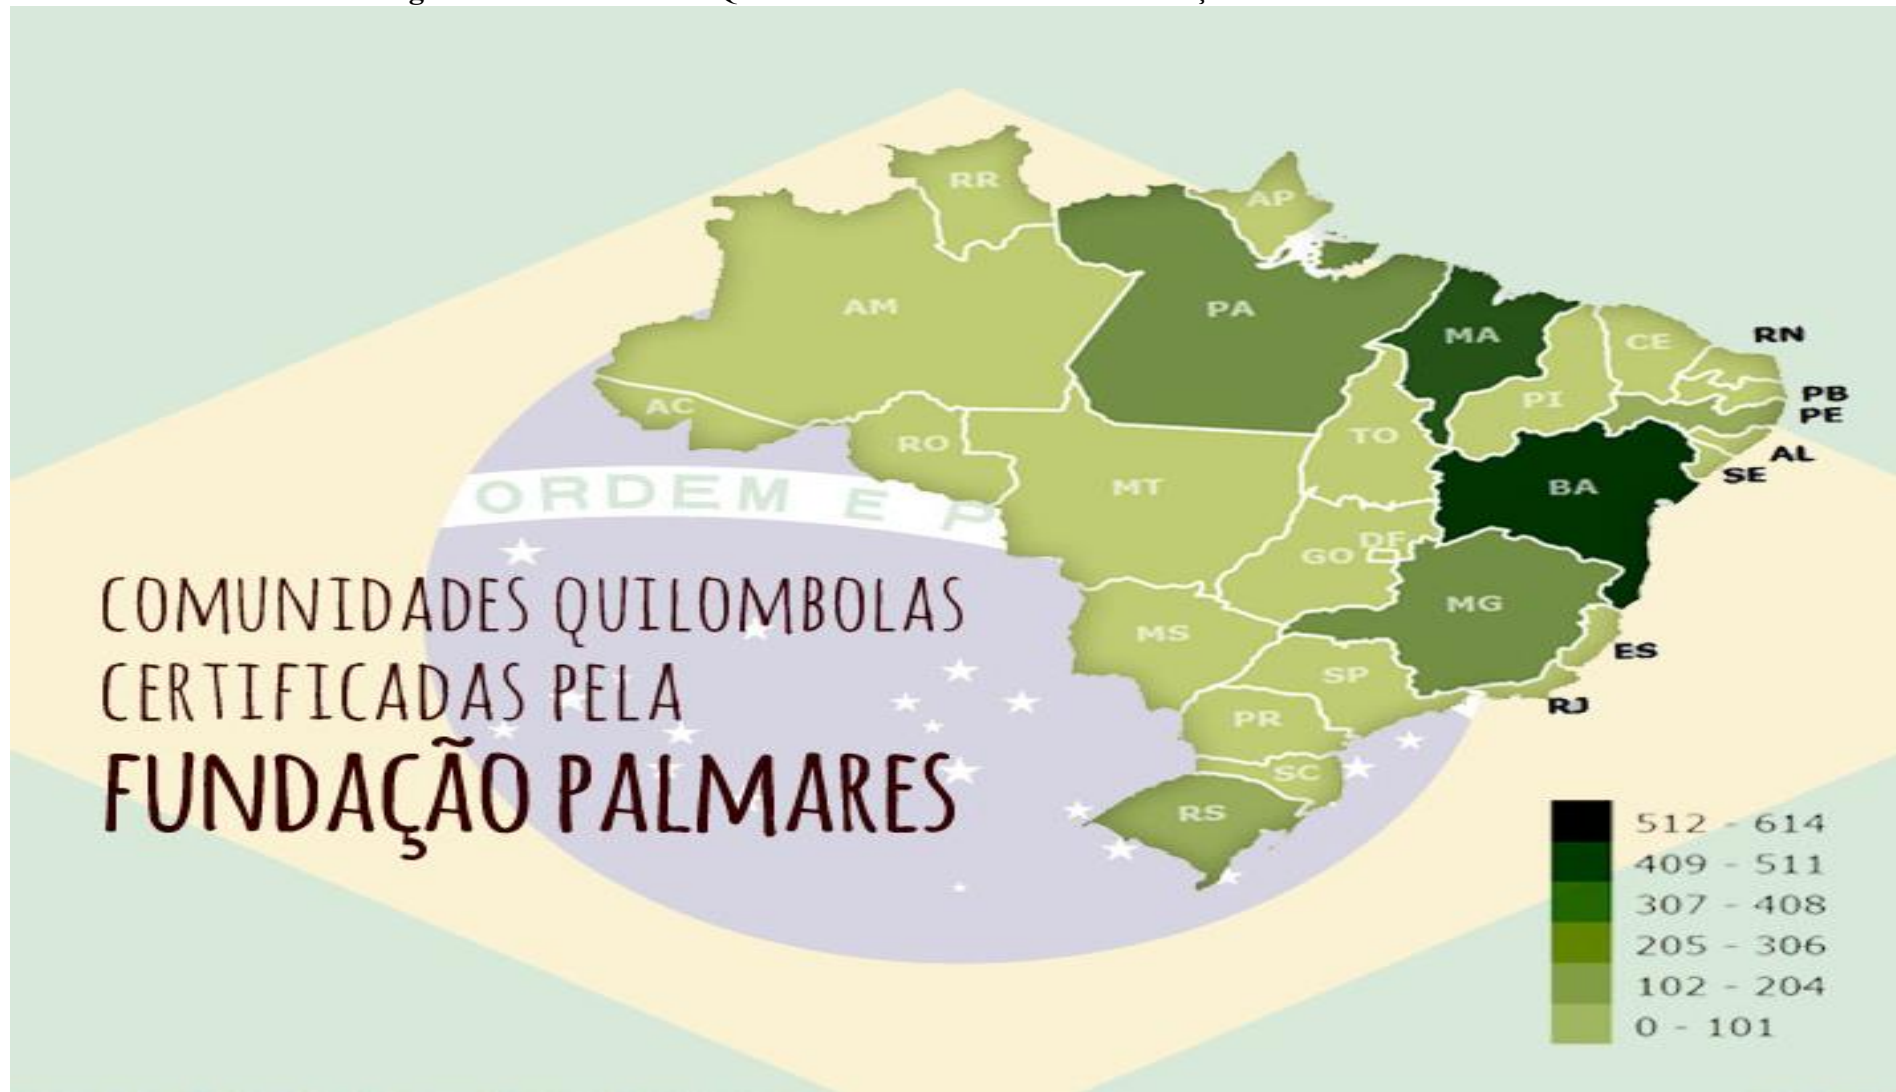 COMUNIDADES QUILOMBOLAS
CERTIFICADAS PELA
FUNDAÇÃO PALMARES
ORDEM E P
RR
AP
AM
PA
MA
CE
RN
PB
PE
AL
SE
PI
AC
RO
TO
BA
MT
DF
GO
MG
MS
ES
SP
RJ
PR
SC
RS
512 - 614
409 - 511
307 - 408
205 - 306
102 - 204
0 - 101